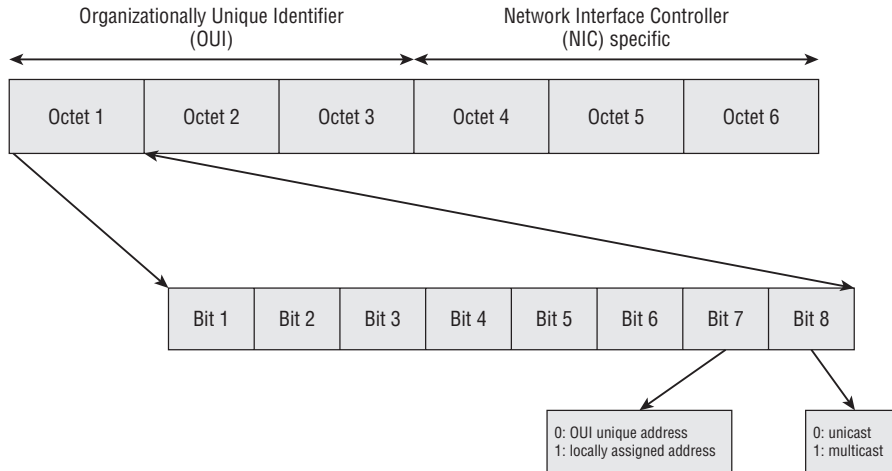 Organizationally Unique Identifier
(OUI)
Network Interface Controller
(NIC) specific
Octet 1
Octet 2
Octet 3
Octet 4
Octet 5
Octet 6
Bit 1
Bit 2
Bit 3
Bit 4
Bit 5
Bit 6
Bit 7
Bit 8
0: OUI unique address
1: locally assigned address
0: unicast
1: multicast